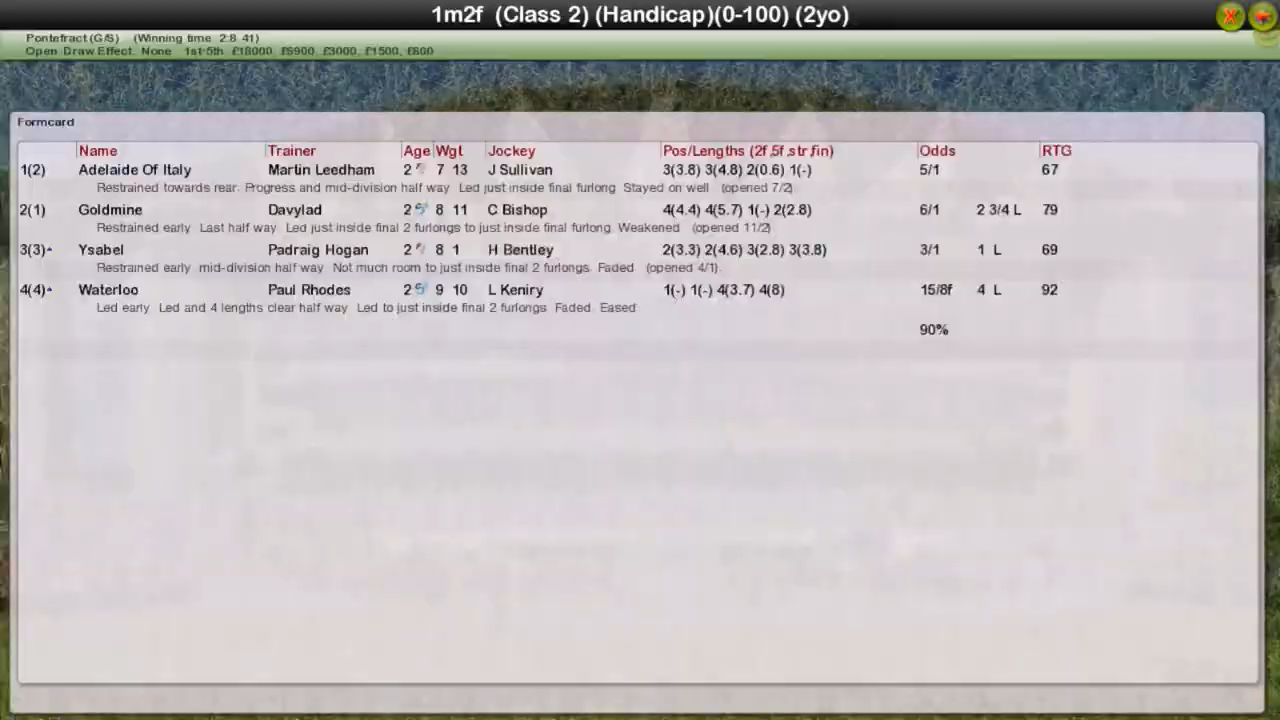 1m2f (Class 2) (Handicap)(0-100) (2yo)
Pontefract (G/S) (Winning time 2:8 41)
Open Draw Effect. None 1st-5th £18000, £5900, £3000, £1500, £600
Formcard
Name Trainer Age Wgt Jockey Pos/Lengths (2f,5f,str,fin) Odds RTG
1(2) Adelaide Of Italy Martin Leedham 2 7 13 J Sullivan 3(3.8) 3(4.8) 2(0.6) 1(-) 5/1 67
Restrained towards rear. Progress and mid-division half way Led just inside final furlong Stayed on well (opened 7/2)
2(1) Goldmine Davylad 2 8 11 C Bishop 4(4.4) 4(5.7) 1(-) 2(2.8) 6/1 2 3/4 L 79
Restrained early Last half way Led just inside final 2 furlongs to just inside final furlong. Weakened (opened 11/2)
3(3) Ysabel Padraig Hogan 2 8 1 H Bentley 2(3.3) 2(4.6) 3(2.8) 3(3.8) 3/1 1 L 69
Restrained early mid-division half way Not much room to just inside final 2 furlongs. Faded (opened 4/1)
4(4) Waterloo Paul Rhodes 2 9 10 L Keniry 1(-) 1(-) 4(3.7) 4(8) 15/8f 4 L 92
Led early Led and 4 lengths clear half way Led to just inside final 2 furlongs Faded. Eased
90%